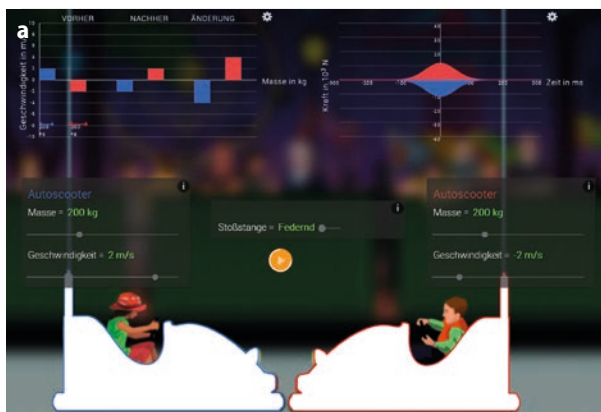 a
VORHER NACHHER ÄNDERUNG
Geschwindigkeit in m/s
Masse in kg
Kraft in 10³ N
Zeit in ms
Autoscooter
Masse = 200 kg
Geschwindigkeit = 2 m/s
Stoßstange = Federnd
Autoscooter
Masse = 200 kg
Geschwindigkeit = -2 m/s